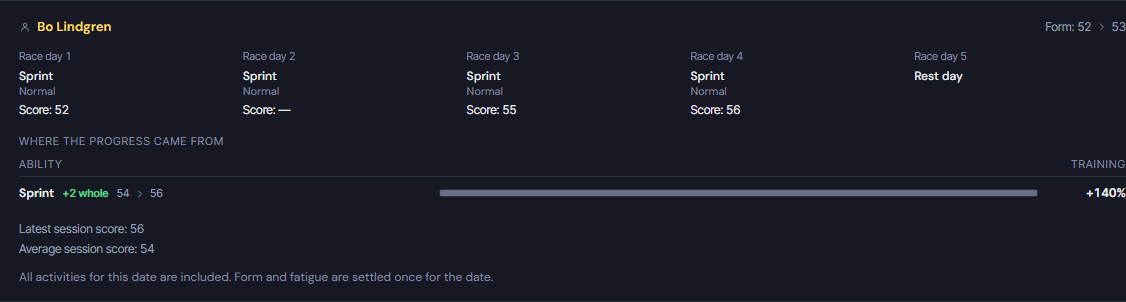 Bo Lindgren
Form: 52 > 53
Race day 1
Sprint
Normal
Score: 52
Race day 2
Sprint
Normal
Score: —
Race day 3
Sprint
Normal
Score: 55
Race day 4
Sprint
Normal
Score: 56
Race day 5
Rest day
WHERE THE PROGRESS CAME FROM
ABILITY
TRAINING
Sprint +2 whole 54 > 56
+140%
Latest session score: 56
Average session score: 54
All activities for this date are included. Form and fatigue are settled once for the date.